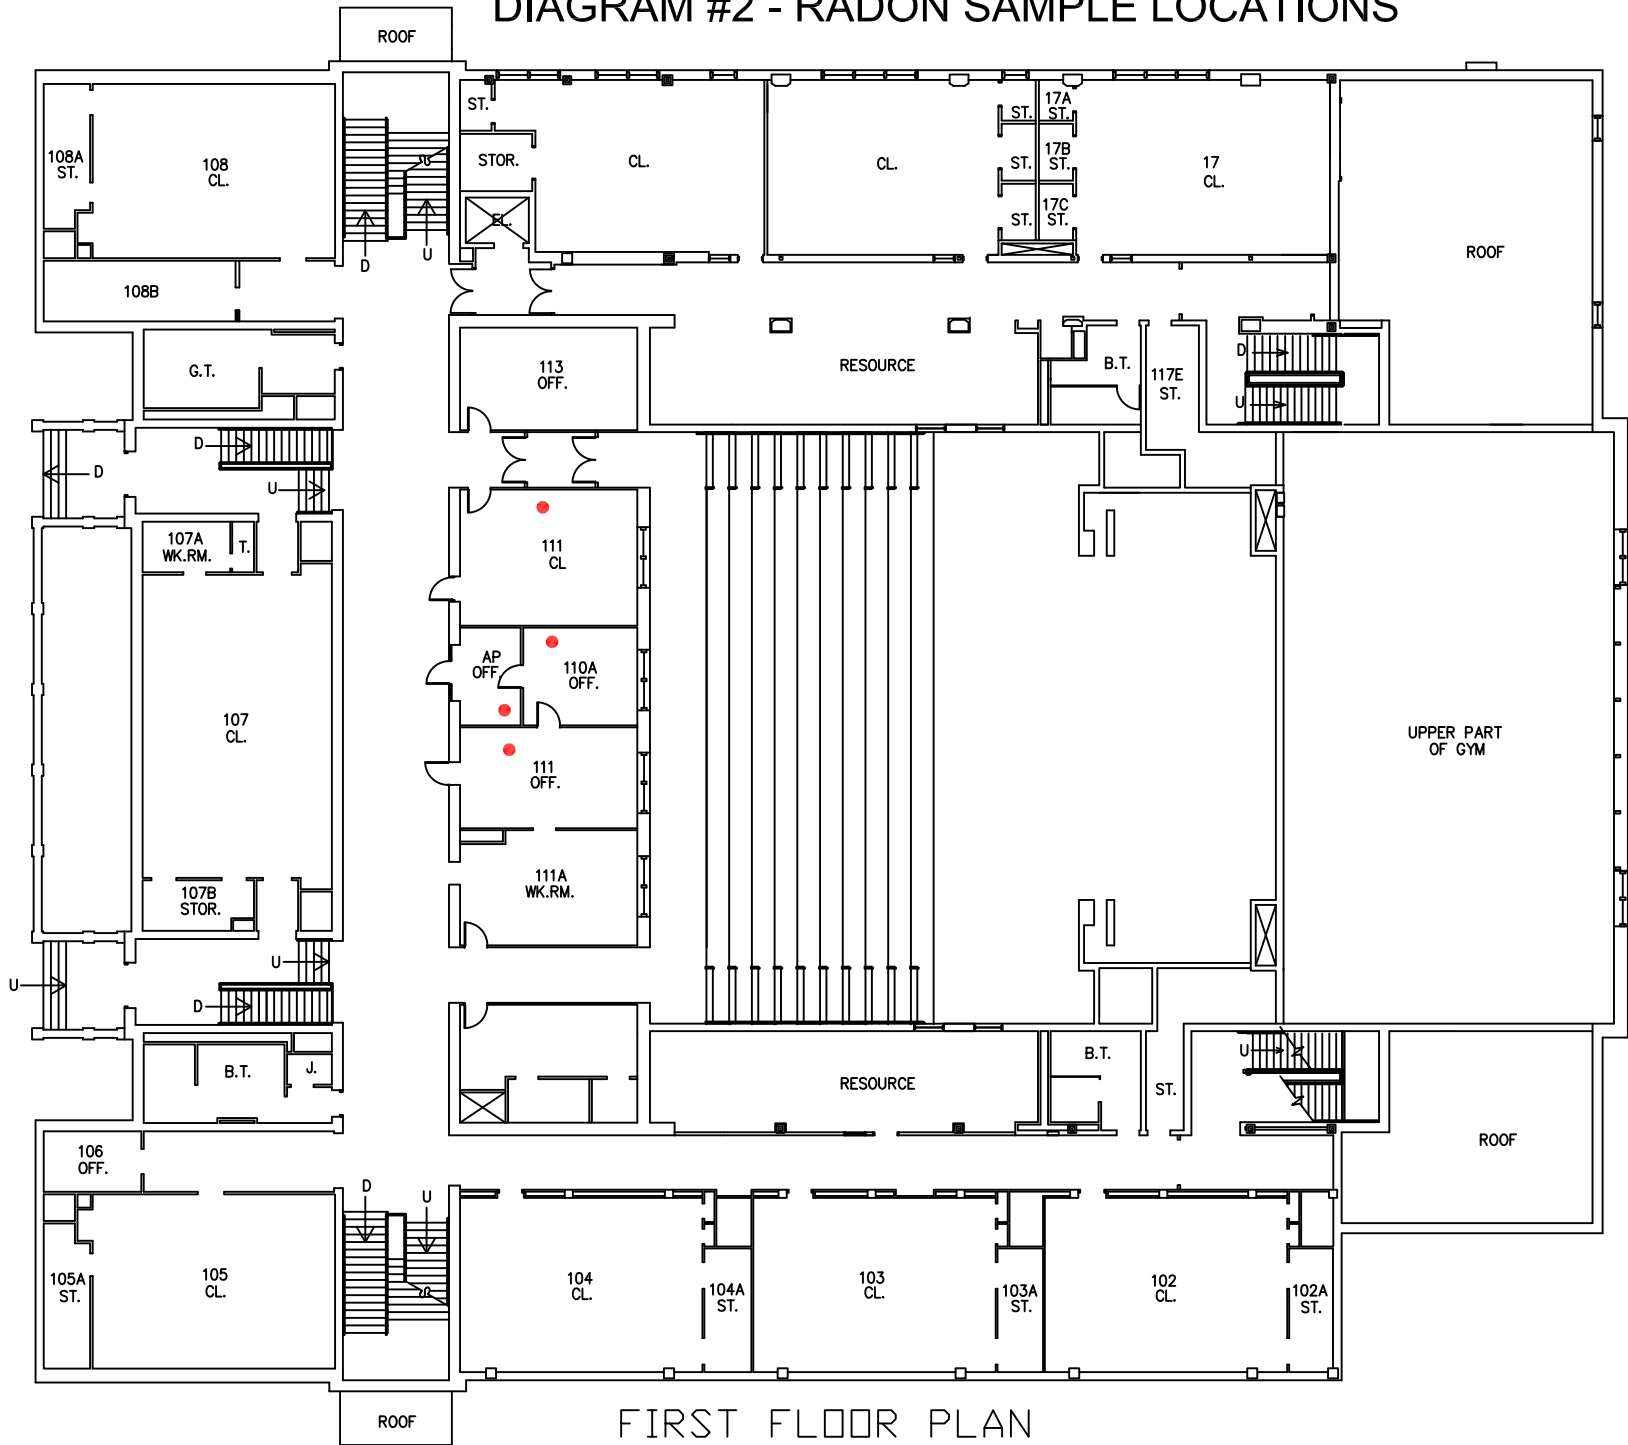 DIAGRAM #2 - RADON SAMPLE LOCATIONS
ROOF
ST.
17A
ST.
ST.
108A
ST.
108
CL.
STOR.
CL.
CL.
ST.
17B
ST.
17
CL.
EL.
ST.
17C
ST.
D
U
ROOF
108B
G.T.
113
OFF.
RESOURCE
B.T.
117E
ST.
D
U
D
D
U
107A
WK.RM.
T.
111
CL
AP
OFF.
110A
OFF.
107
CL.
111
OFF.
UPPER PART
OF GYM
111A
WK.RM.
107B
STOR.
U
U
D
B.T.
J.
RESOURCE
B.T.
ST.
U
106
OFF.
ROOF
D
U
105A
ST.
105
CL.
104
CL.
104A
ST.
103
CL.
103A
ST.
102
CL.
102A
ST.
ROOF
FIRST FLOOR PLAN